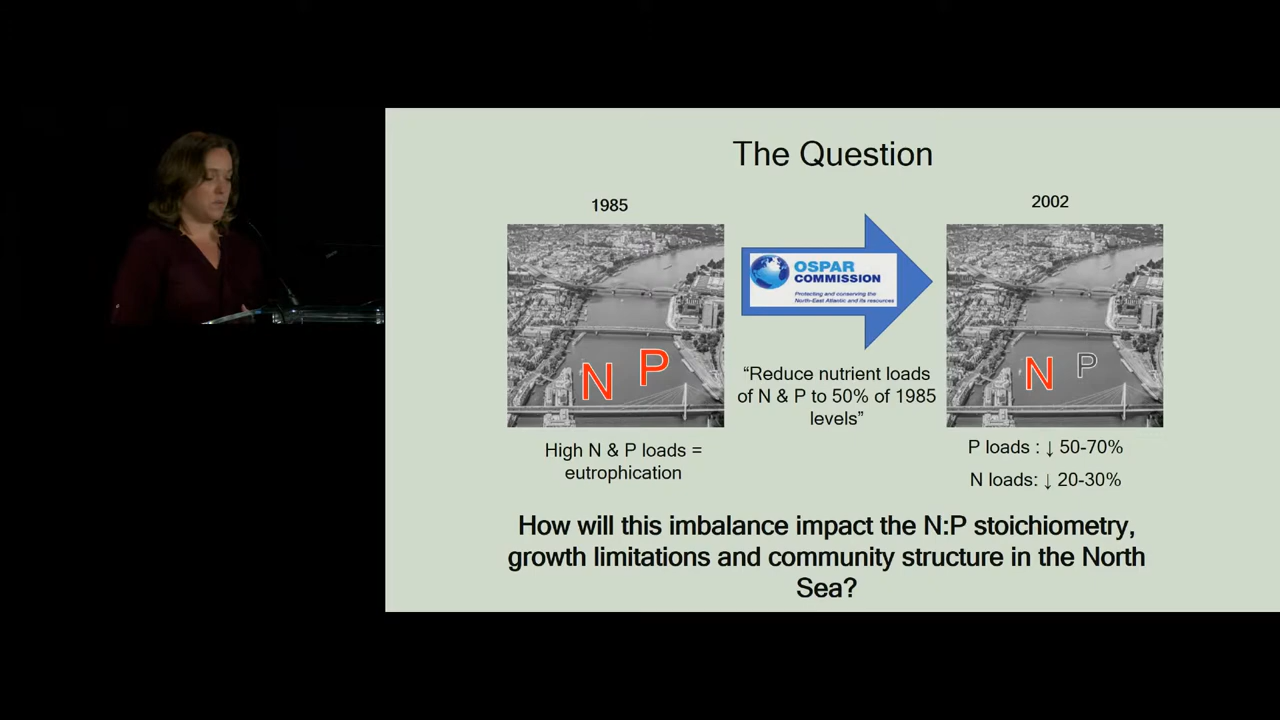 The Question
1985
N P
High N & P loads =
eutrophication
OSPAR
COMMISSION
Protecting and conserving the
North-East Atlantic and its resources
“Reduce nutrient loads
of N & P to 50% of 1985
levels”
2002
N P
P loads : ↓ 50-70%
N loads: ↓ 20-30%
How will this imbalance impact the N:P stoichiometry,
growth limitations and community structure in the North
Sea?